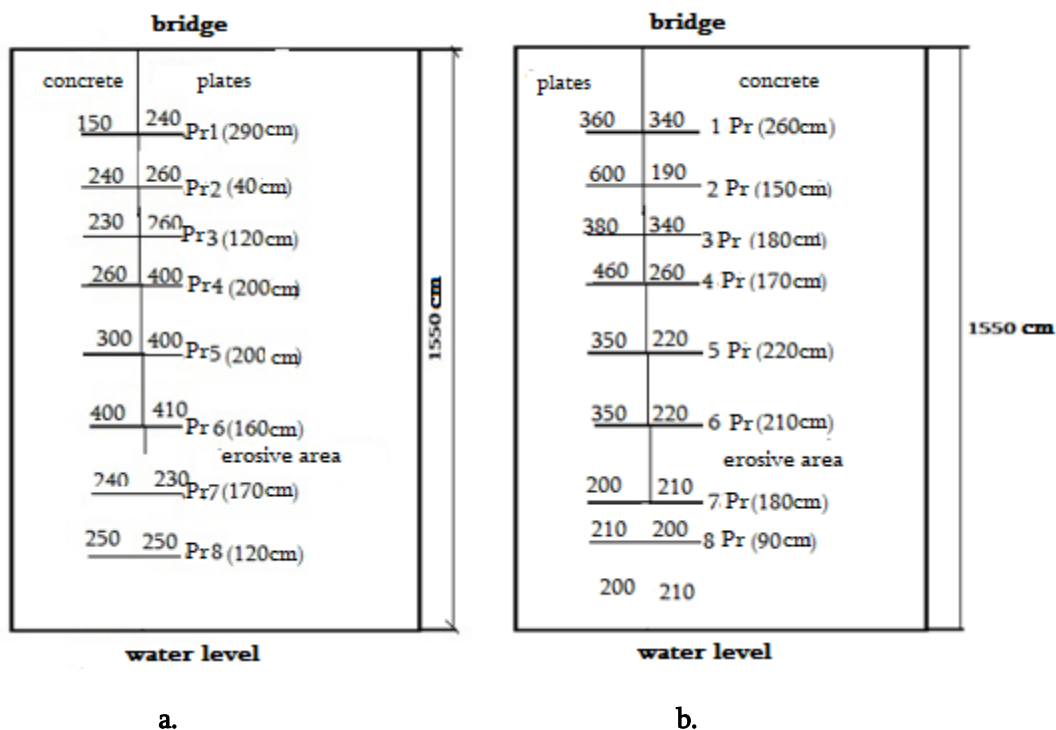 bridge
concrete plates
150 240 Pr1 (290cm)
240 260 Pr2 (40cm)
230 260 Pr3 (120cm)
260 400 Pr4 (200cm)
300 400 Pr5 (200 cm)
400 410 Pr 6(160cm)
erosive area
240 230 Pr7 (170cm)
250 250 Pr8 (120cm)
1550 cm
water level
a.
bridge
plates concrete
360 340 1 Pr (260cm)
600 190 2 Pr (150cm)
380 340 3 Pr (180cm)
460 260 4 Pr (170cm)
350 220 5 Pr (220cm)
350 220 6 Pr (210cm)
erosive area
200 210 7 Pr (180cm)
210 200 8 Pr (90cm)
200 210
1550 cm
water level
b.